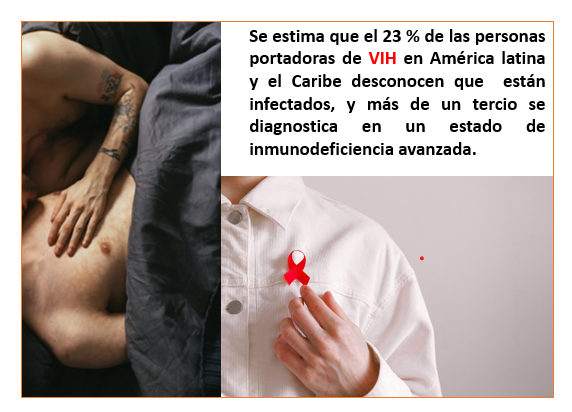 Se estima que el 23 % de las personas
portadoras de VIH en América latina
y el Caribe desconocen que están
infectados, y más de un tercio se
diagnostica en un estado de
inmunodeficiencia avanzada.